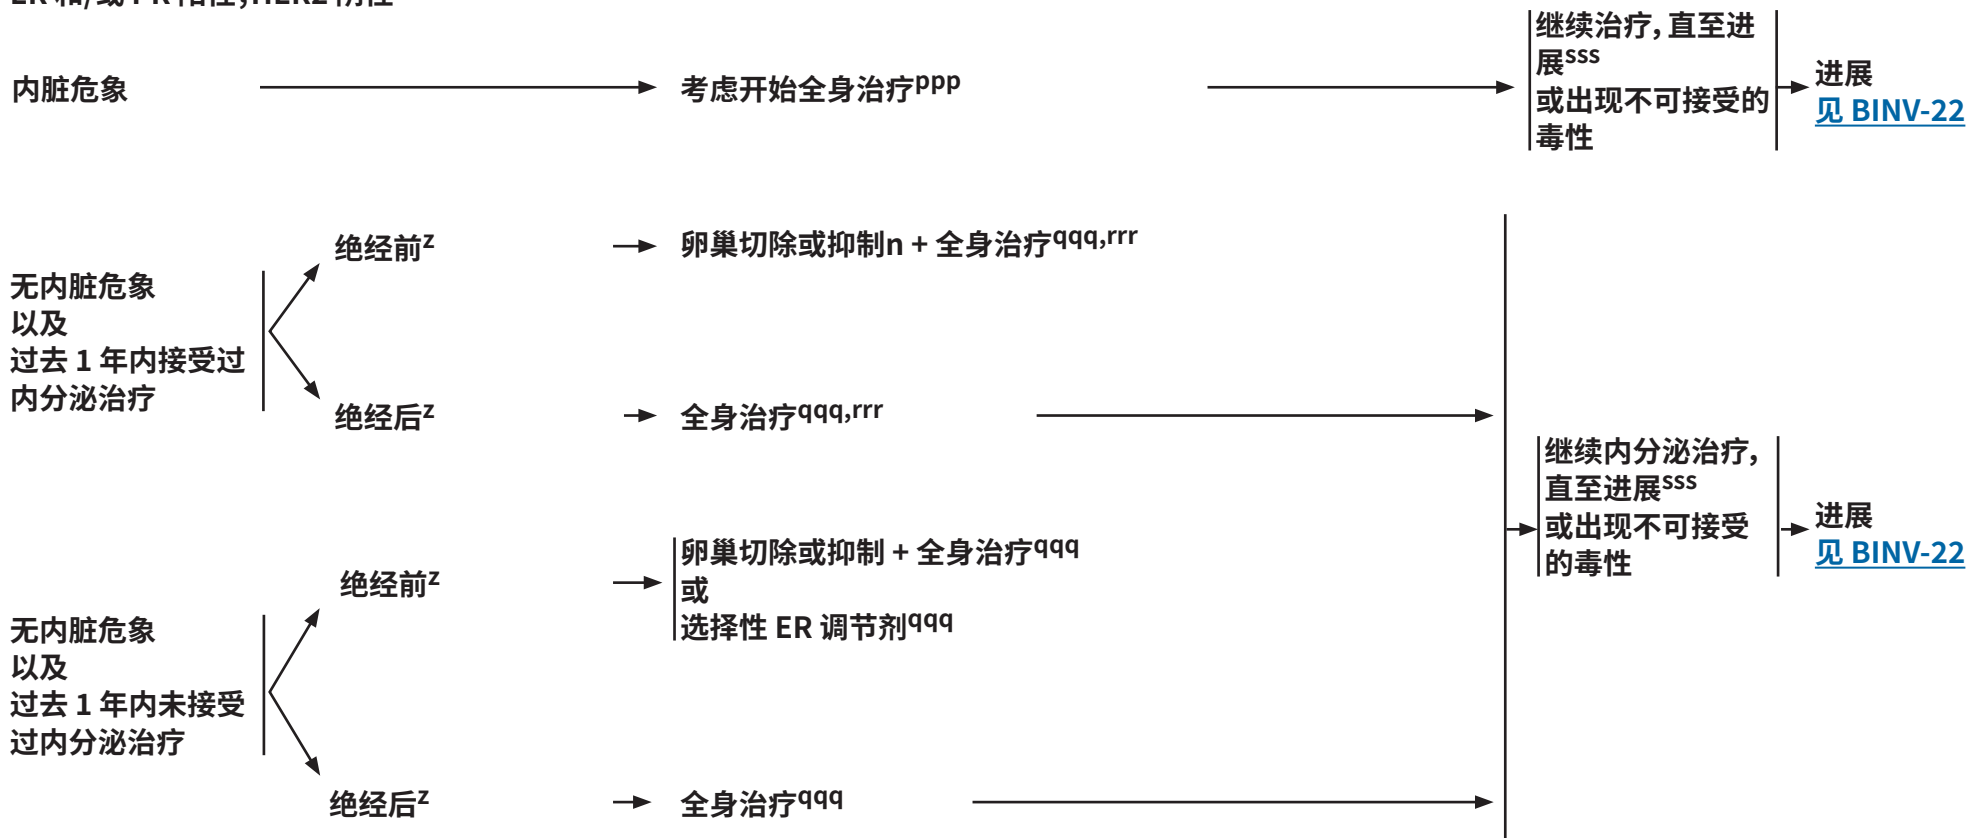 内脏危象
考虑开始全身治疗ppp
继续治疗，直至进
展sss
或出现不可接受的
毒性
进展
见 BINV-22
无内脏危象
以及
过去 1 年内接受过
内分泌治疗
绝经前z
卵巢切除或抑制n + 全身治疗qqq,rrr
绝经后z
全身治疗qqq,rrr
无内脏危象
以及
过去 1 年内未接受
过内分泌治疗
绝经前z
卵巢切除或抑制 + 全身治疗qqq
或
选择性 ER 调节剂qqq
绝经后z
全身治疗qqq
继续内分泌治疗，
直至进展sss
或出现不可接受
的毒性
进展
见 BINV-22